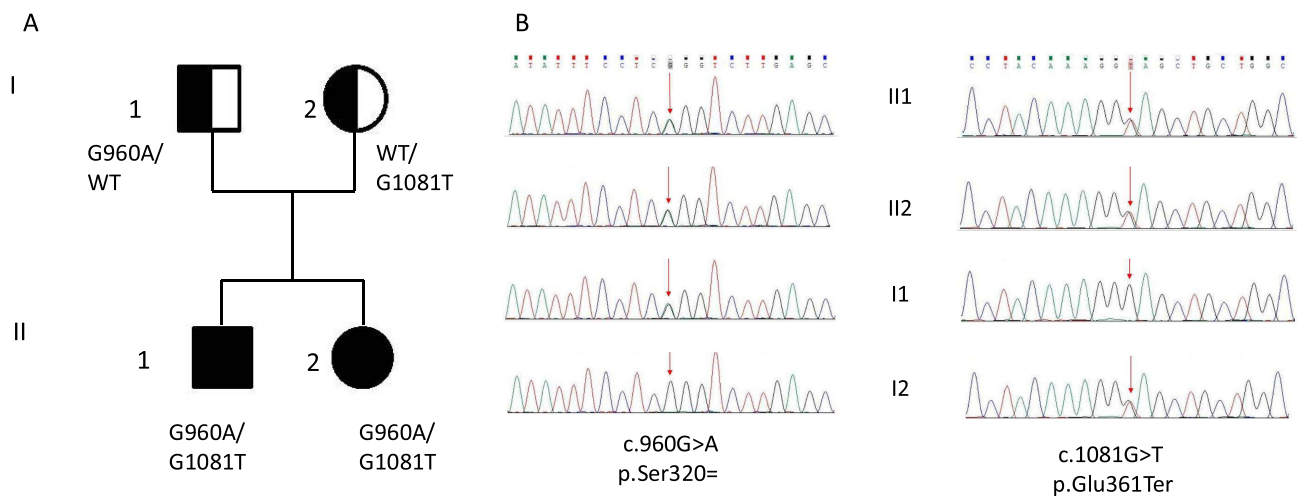 A
B
I
1
2
G960A/
WT
WT/
G1081T
II
1
2
G960A/
G1081T
G960A/
G1081T
A T A T T T C C T C G G G T C T T G A G C
c.960G>A
p.Ser320=
II1
II2
I1
I2
C C T A C A A A G G T A G C T G C T G G C
c.1081G>T
p.Glu361Ter